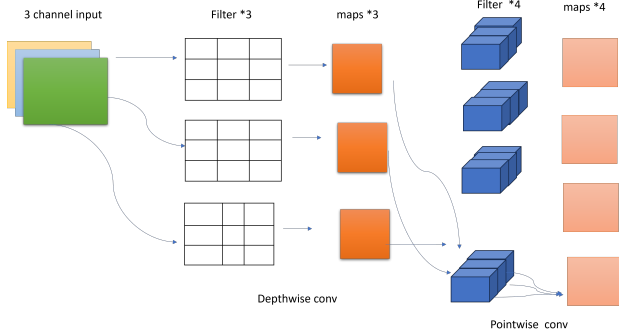 3 channel input
Filter *3
maps *3
Filter *4
maps *4
Depthwise conv
Pointwise conv